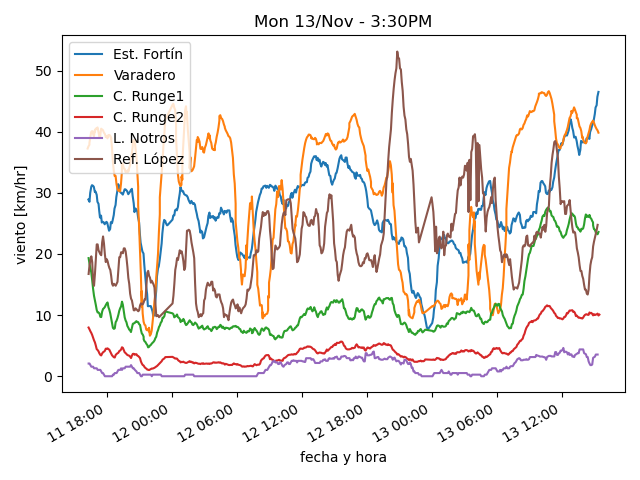 Mon 13/Nov - 3:30PM
Est. Fortín
Varadero
C. Runge1
C. Runge2
L. Notros
Ref. López
viento [km/hr]
50
40
30
20
10
0
11 18:00
12 00:00
12 06:00
12 12:00
12 18:00
13 00:00
13 06:00
13 12:00
fecha y hora